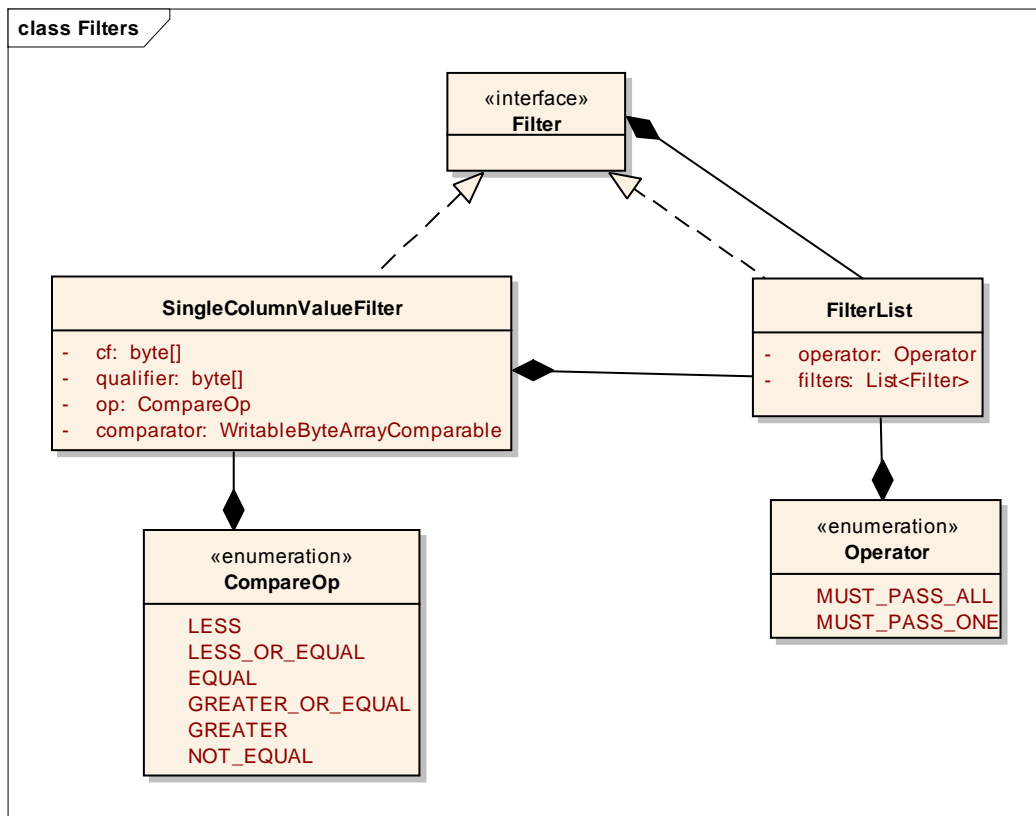 class Filters
«interface»
Filter
SingleColumnValueFilter
- cf: byte[]
- qualifier: byte[]
- op: CompareOp
- comparator: WritableByteArrayComparable
FilterList
- operator: Operator
- filters: List<Filter>
«enumeration»
CompareOp
LESS
LESS_OR_EQUAL
EQUAL
GREATER_OR_EQUAL
GREATER
NOT_EQUAL
«enumeration»
Operator
MUST_PASS_ALL
MUST_PASS_ONE